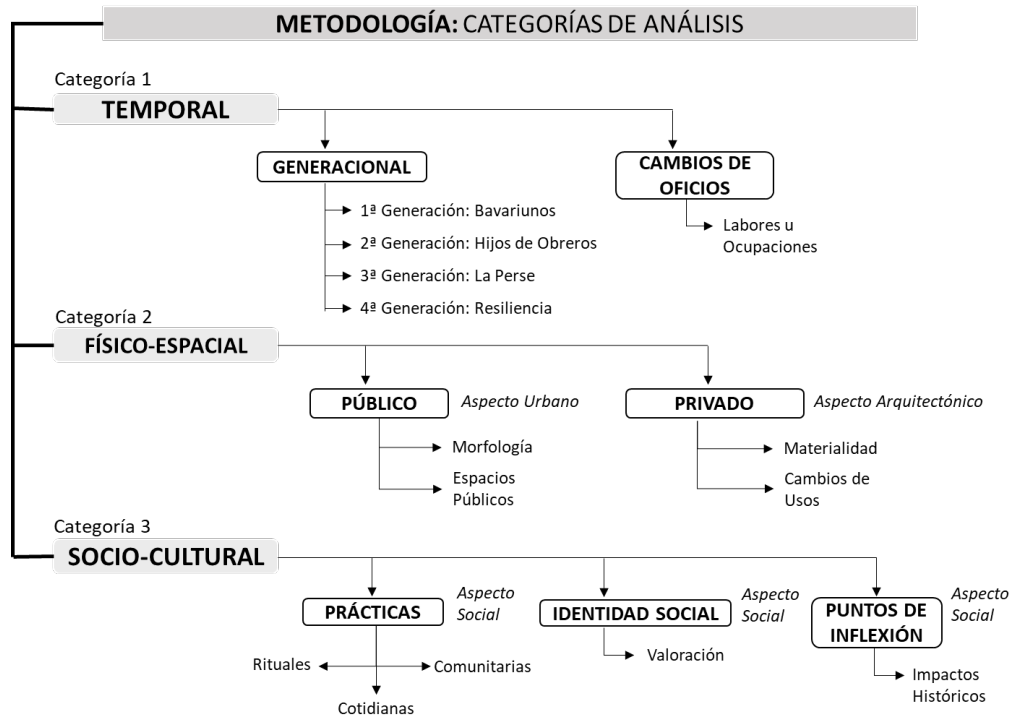 METODOLOGÍA: CATEGORÍAS DE ANÁLISIS
Categoría 1
TEMPORAL
GENERACIONAL
1ª Generación: Bavariunos
2ª Generación: Hijos de Obreros
3ª Generación: La Perse
4ª Generación: Resiliencia
CAMBIOS DE
OFICIOS
Labores u
Ocupaciones
Categoría 2
FÍSICO-ESPACIAL
PÚBLICO
Aspecto Urbano
Morfología
Espacios
Públicos
PRIVADO
Aspecto Arquitectónico
Materialidad
Cambios de
Usos
Categoría 3
SOCIO-CULTURAL
PRÁCTICAS
Aspecto
Social
Rituales
Comunitarias
Cotidianas
IDENTIDAD SOCIAL
Aspecto
Social
Valoración
PUNTOS DE
INFLEXIÓN
Aspecto
Social
Impactos
Históricos